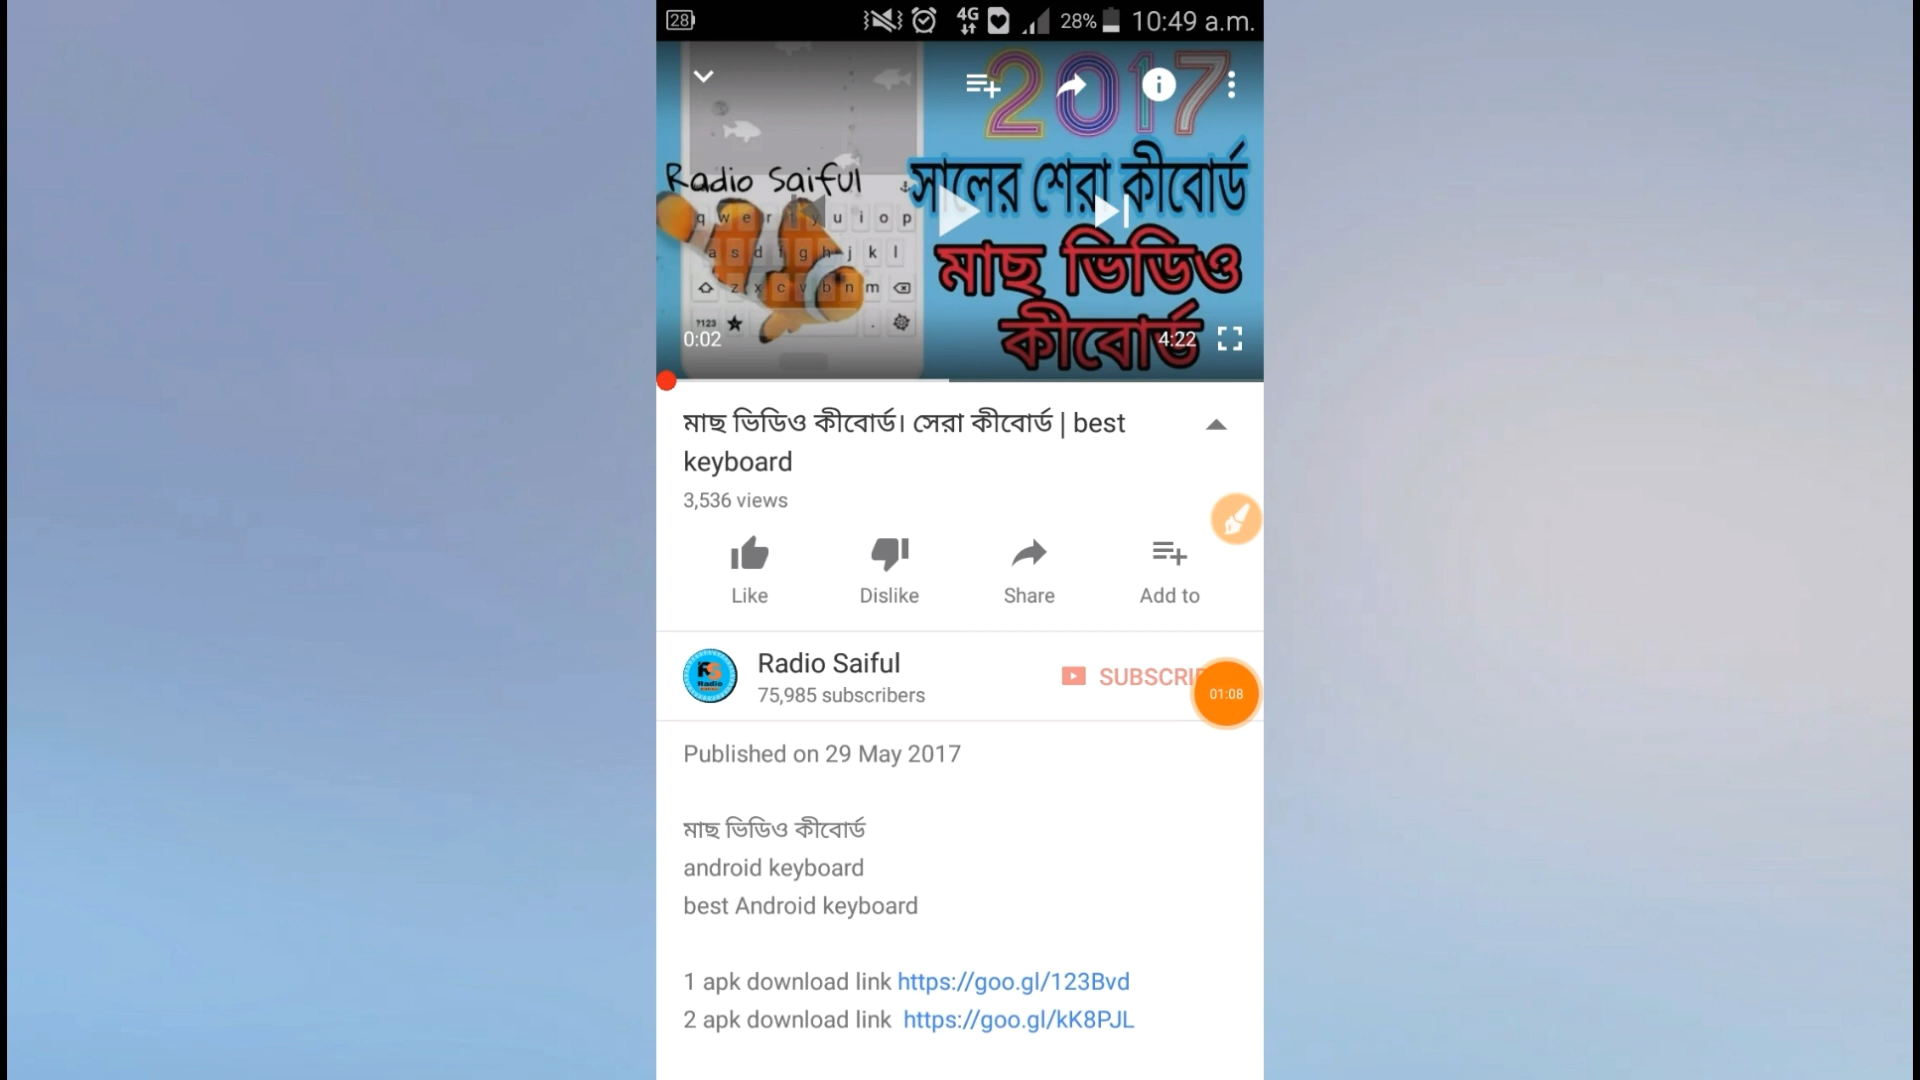 28 4G 28% 10:49 a.m.
2017
Radio Saiful সালের শেরা কীবোর্ড
q w e r t y u i o p
মাছ ভিডিও
a s d f g h j k l
z x c v b n m
কীবোর্ড
?123
0:02 4:22
মাছ ভিডিও কীবোর্ড। সেরা কীবোর্ড | best
keyboard
3,536 views
Like Dislike Share Add to
Radio Saiful
75,985 subscribers
SUBSCRI
01:08
Published on 29 May 2017
মাছ ভিডিও কীবোর্ড
android keyboard
best Android keyboard
1 apk download link https://goo.gl/123Bvd
2 apk download link https://goo.gl/kK8PJL